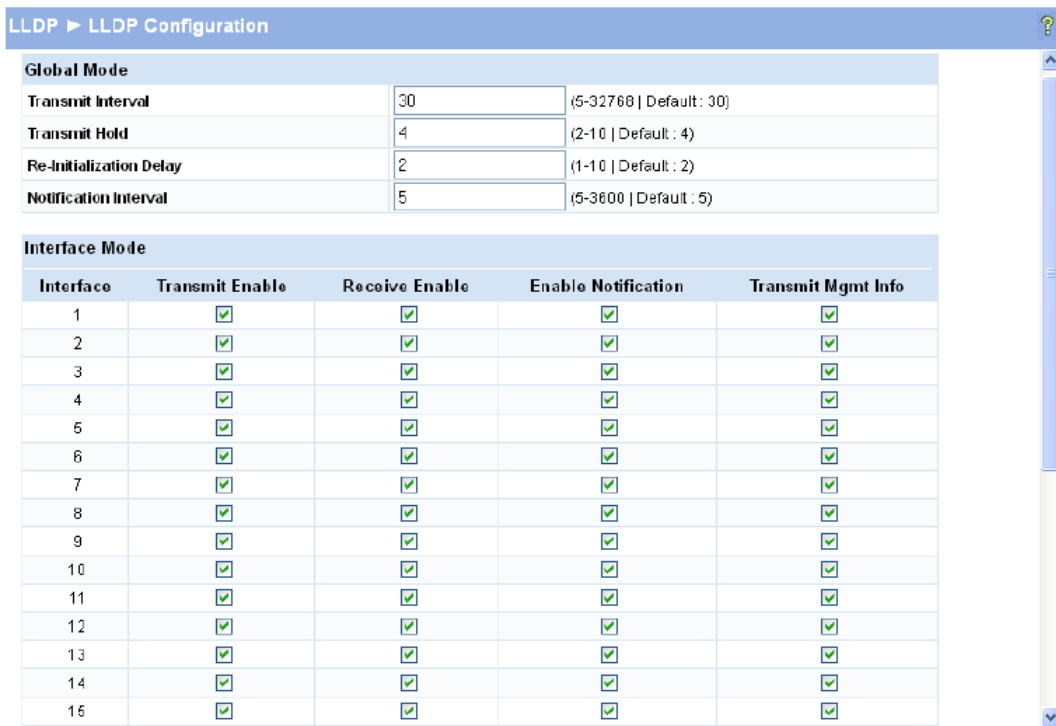 LLDP ► LLDP Configuration
Global Mode
Transmit Interval 30 (5-32768 | Default : 30)
Transmit Hold 4 (2-10 | Default : 4)
Re-Initialization Delay 2 (1-10 | Default : 2)
Notification Interval 5 (5-3600 | Default : 5)
Interface Mode
Interface Transmit Enable Receive Enable Enable Notification Transmit Mgmt Info
1
2
3
4
5
6
7
8
9
10
11
12
13
14
15